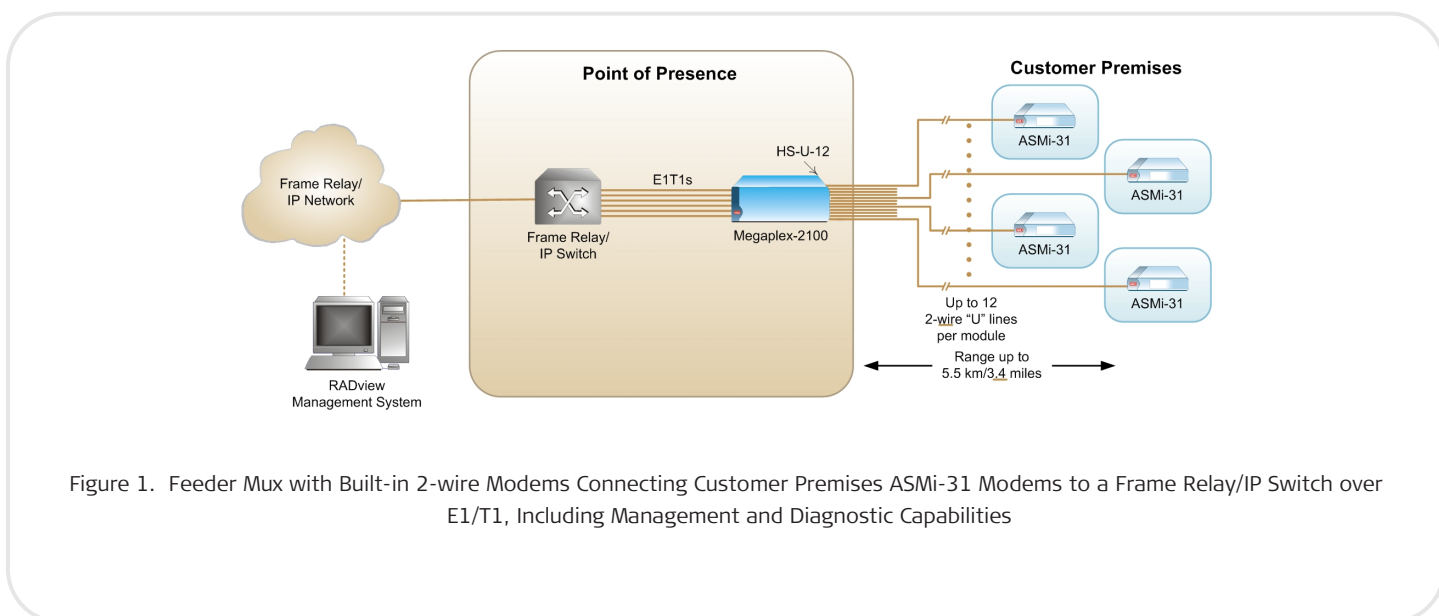 Point of Presence
Customer Premises
Frame Relay/
IP Network
RADview
Management System
Frame Relay/
IP Switch
E1T1s
HS-U-12
Megaplex-2100
ASMi-31
ASMi-31
ASMi-31
ASMi-31
Up to 12
2-wire “U” lines
per module
Range up to
5.5 km/3.4 miles
Figure 1. Feeder Mux with Built-in 2-wire Modems Connecting Customer Premises ASMi-31 Modems to a Frame Relay/IP Switch over
E1/T1, Including Management and Diagnostic Capabilities